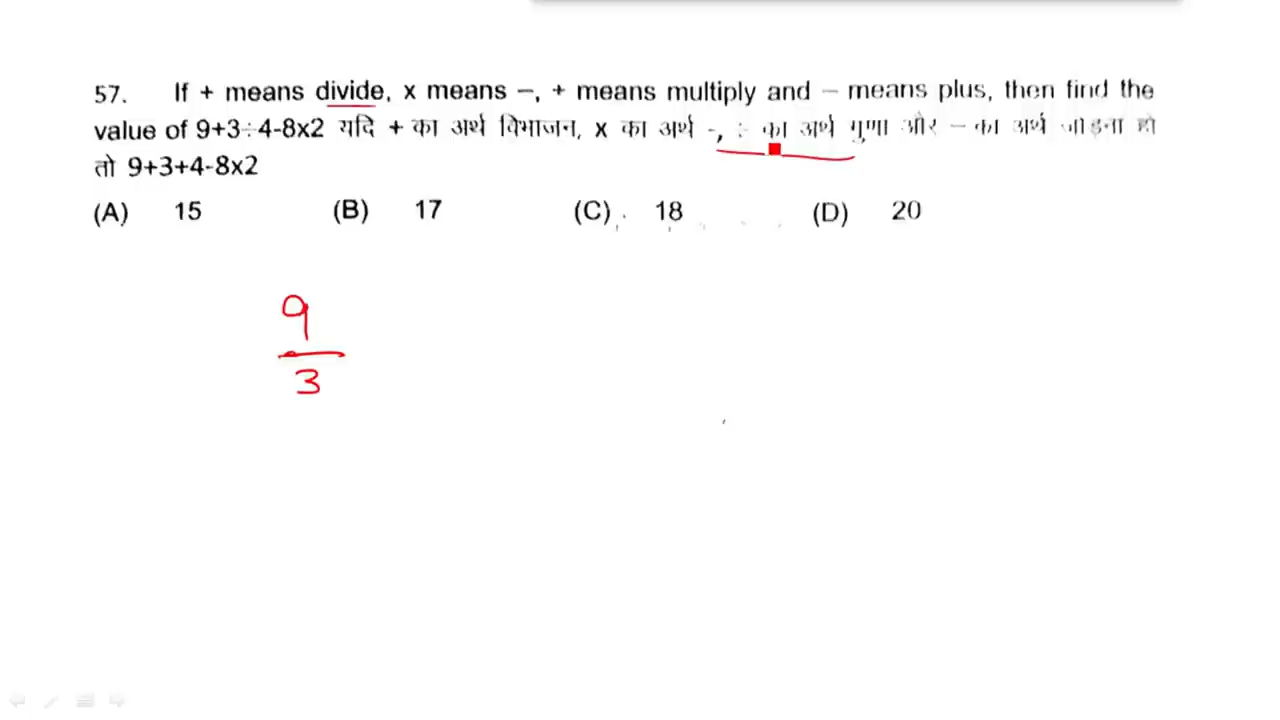 57. If + means divide, x means –, + means multiply and – means plus, then find the
value of 9+3÷4-8x2 यदि + का अर्थ विभाजन, x का अर्थ -, ÷ का अर्थ गुणा और – का अर्थ जोड़ना हो
तो 9+3+4-8x2
(A) 15 (B) 17 (C) 18 (D) 20
9
3